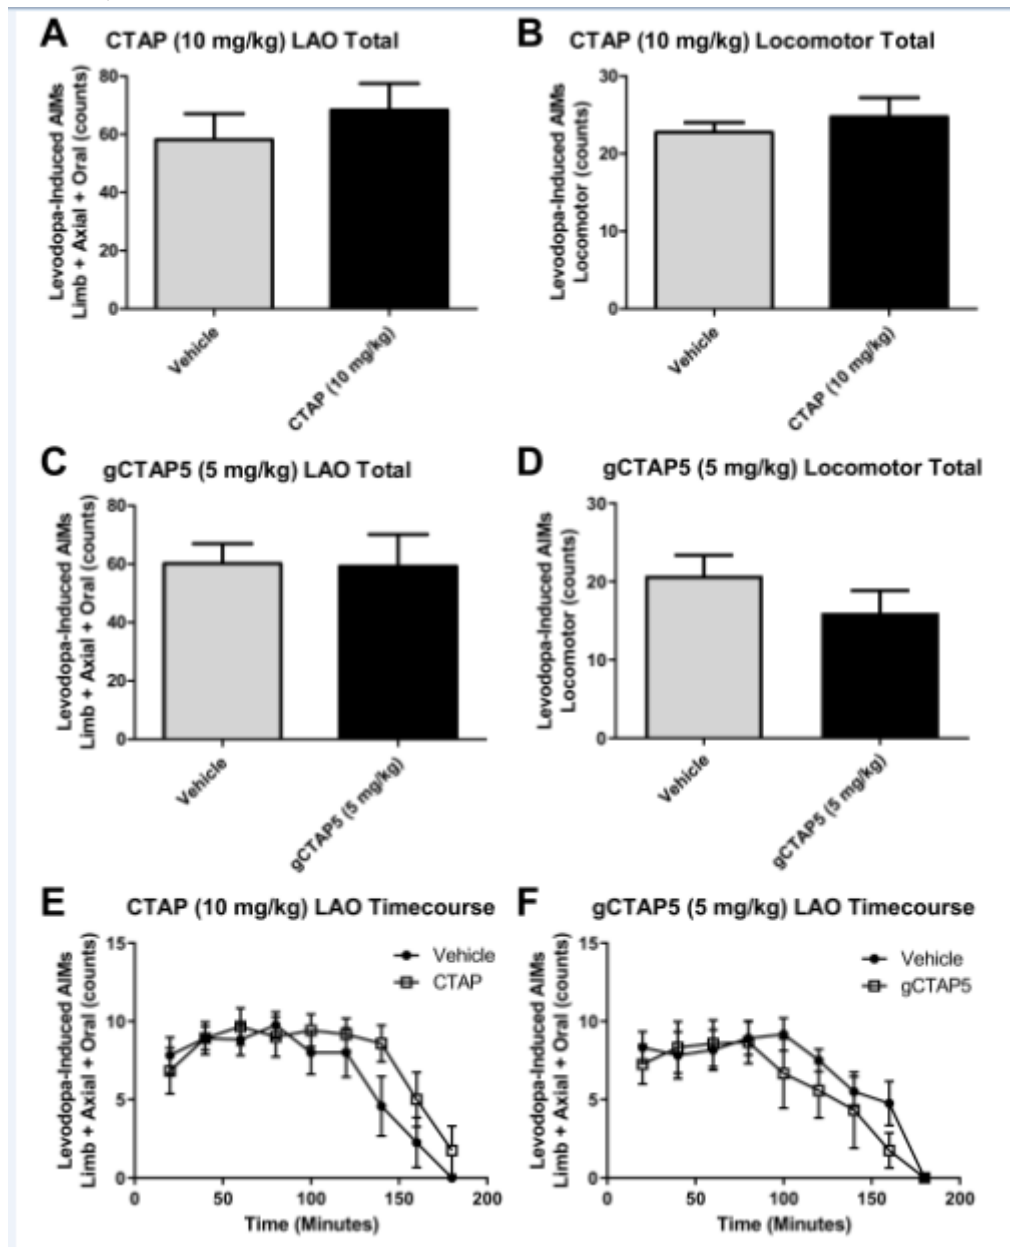 A
CTAP (10 mg/kg) LAO Total
Levodopa-Induced AIMs
Limb + Axial + Oral (counts)
80
60
40
20
0
Vehicle
CTAP (10 mg/kg)
B
CTAP (10 mg/kg) Locomotor Total
Levodopa-Induced AIMs
Locomotor (counts)
30
20
10
0
Vehicle
CTAP (10 mg/kg)
C
gCTAP5 (5 mg/kg) LAO Total
Levodopa-Induced AIMs
Limb + Axial + Oral (counts)
80
60
40
20
0
Vehicle
gCTAP5 (5 mg/kg)
D
gCTAP5 (5 mg/kg) Locomotor Total
Levodopa-Induced AIMs
Locomotor (counts)
30
20
10
0
Vehicle
gCTAP5 (5 mg/kg)
E
CTAP (10 mg/kg) LAO Timecourse
Levodopa-Induced AIMs
Limb + Axial + Oral (counts)
15
10
5
0
Vehicle
CTAP
0 50 100 150 200
Time (Minutes)
F
gCTAP5 (5 mg/kg) LAO Timecourse
Levodopa-Induced AIMs
Limb + Axial + Oral (counts)
15
10
5
0
Vehicle
gCTAP5
0 50 100 150 200
Time (Minutes)